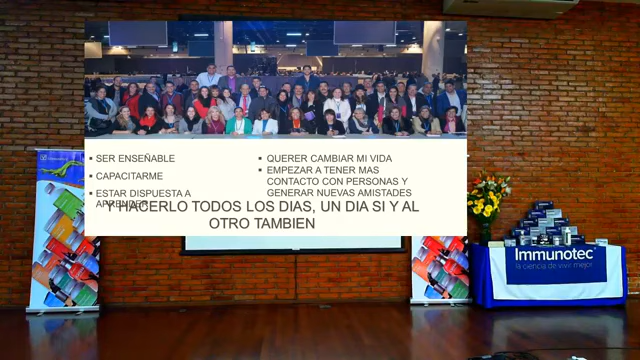 ▪ SER ENSEÑABLE
▪ CAPACITARME
▪ ESTAR DISPUESTA A
APRENDER
▪ QUERER CAMBIAR MI VIDA
▪ EMPEZAR A TENER MAS
CONTACTO CON PERSONAS Y
GENERAR NUEVAS AMISTADES
Y HACERLO TODOS LOS DIAS, UN DIA SI Y AL
OTRO TAMBIEN
Immunotec
la ciencia de vivir mejor